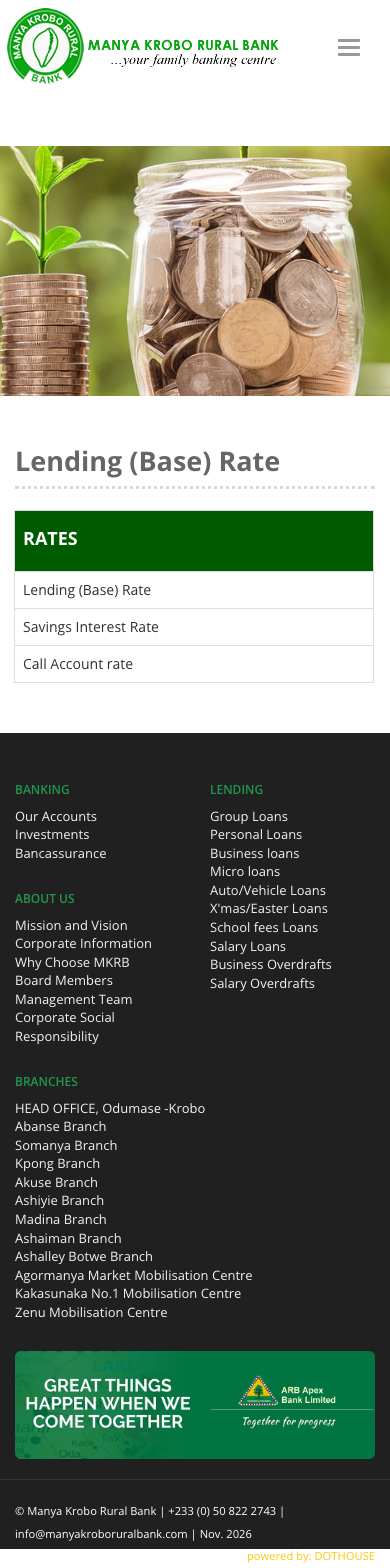 MANYA KROBO RURAL
BANK
MANYA KROBO RURAL BANK
...your family banking centre
Lending (Base) Rate
RATES
Lending (Base) Rate
Savings Interest Rate
Call Account rate
BANKING
Our Accounts
Investments
Bancassurance
ABOUT US
Mission and Vision
Corporate Information
Why Choose MKRB
Board Members
Management Team
Corporate Social
Responsibility
LENDING
Group Loans
Personal Loans
Business loans
Micro loans
Auto/Vehicle Loans
X'mas/Easter Loans
School fees Loans
Salary Loans
Business Overdrafts
Salary Overdrafts
BRANCHES
HEAD OFFICE, Odumase -Krobo
Abanse Branch
Somanya Branch
Kpong Branch
Akuse Branch
Ashiyie Branch
Madina Branch
Ashaiman Branch
Ashalley Botwe Branch
Agormanya Market Mobilisation Centre
Kakasunaka No.1 Mobilisation Centre
Zenu Mobilisation Centre
GREAT THINGS
HAPPEN WHEN WE
COME TOGETHER
ARB Apex
Bank Limited
Together for progress
© Manya Krobo Rural Bank | +233 (0) 50 822 2743 |
info@manyakroboruralbank.com | Nov. 2026
powered by: DOTHOUSE